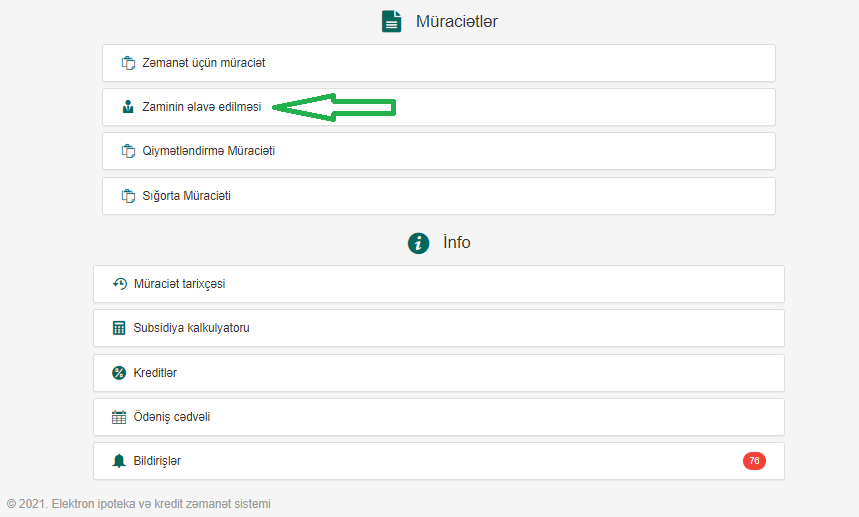 Müraciətlər
Zəmanət üçün müraciət
Zaminin əlavə edilməsi
Qiymətləndirmə Müraciəti
Sığorta Müraciəti
İnfo
Müraciət tarixçəsi
Subsidiya kalkulyatoru
Kreditlər
Ödəniş cədvəli
Bildirişlər 76
© 2021. Elektron ipoteka və kredit zəmanət sistemi